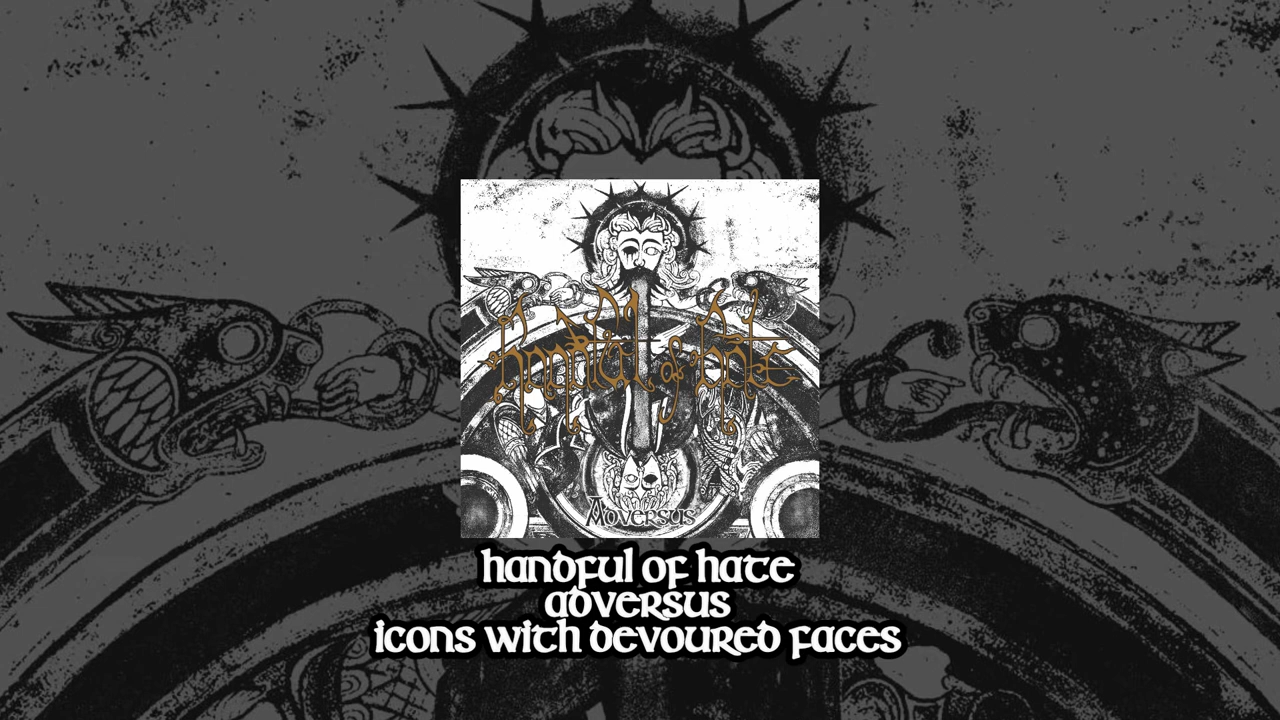 Handful of Hate
Adversus
handful of hate
adversus
icons with devoured faces